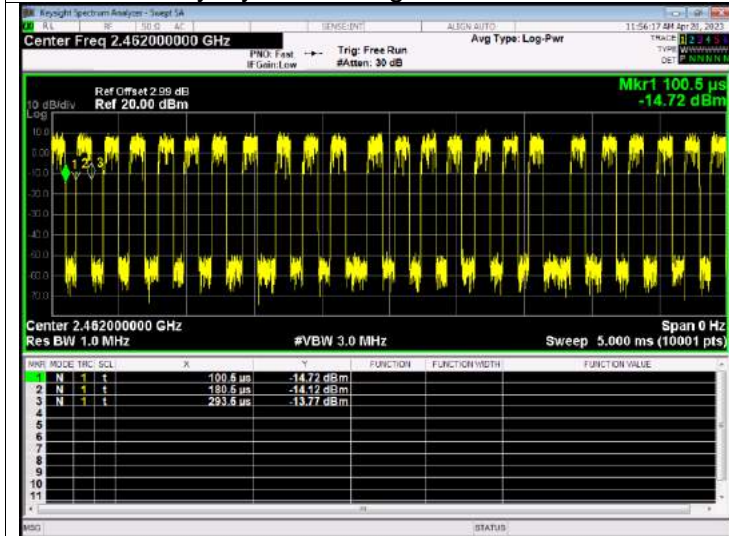 Keysight Spectrum Analyzer - Swept SA
RL RF 50 Ω AC SENSE:INT ALIGN AUTO 11:56:17 AM Apr 20, 2023
Center Freq 2.462000000 GHz
PNO: Fast Trig: Free Run Avg Type: Log-Pwr TRACE 1 2 3 4 5 6
IFGain:Low #Atten: 30 dB TYPE
DET P N N N N N
Ref Offset 2.99 dB Mkr1 100.5 µs
10 dB/div Ref 20.00 dBm -14.72 dBm
Log
10.0
0.00
1 2 3
-10.0
-20.0
-30.0
-40.0
-50.0
-60.0
-70.0
Center 2.462000000 GHz Span 0 Hz
Res BW 1.0 MHz #VBW 3.0 MHz Sweep 5.000 ms (10001 pts)
MKR MODE TRC SCL X Y FUNCTION FUNCTION WIDTH FUNCTION VALUE
1 N 1 t 100.5 µs -14.72 dBm
2 N 1 t 180.5 µs -14.12 dBm
3 N 1 t 293.5 µs -13.77 dBm
4
5
6
7
8
9
10
11
MSG STATUS